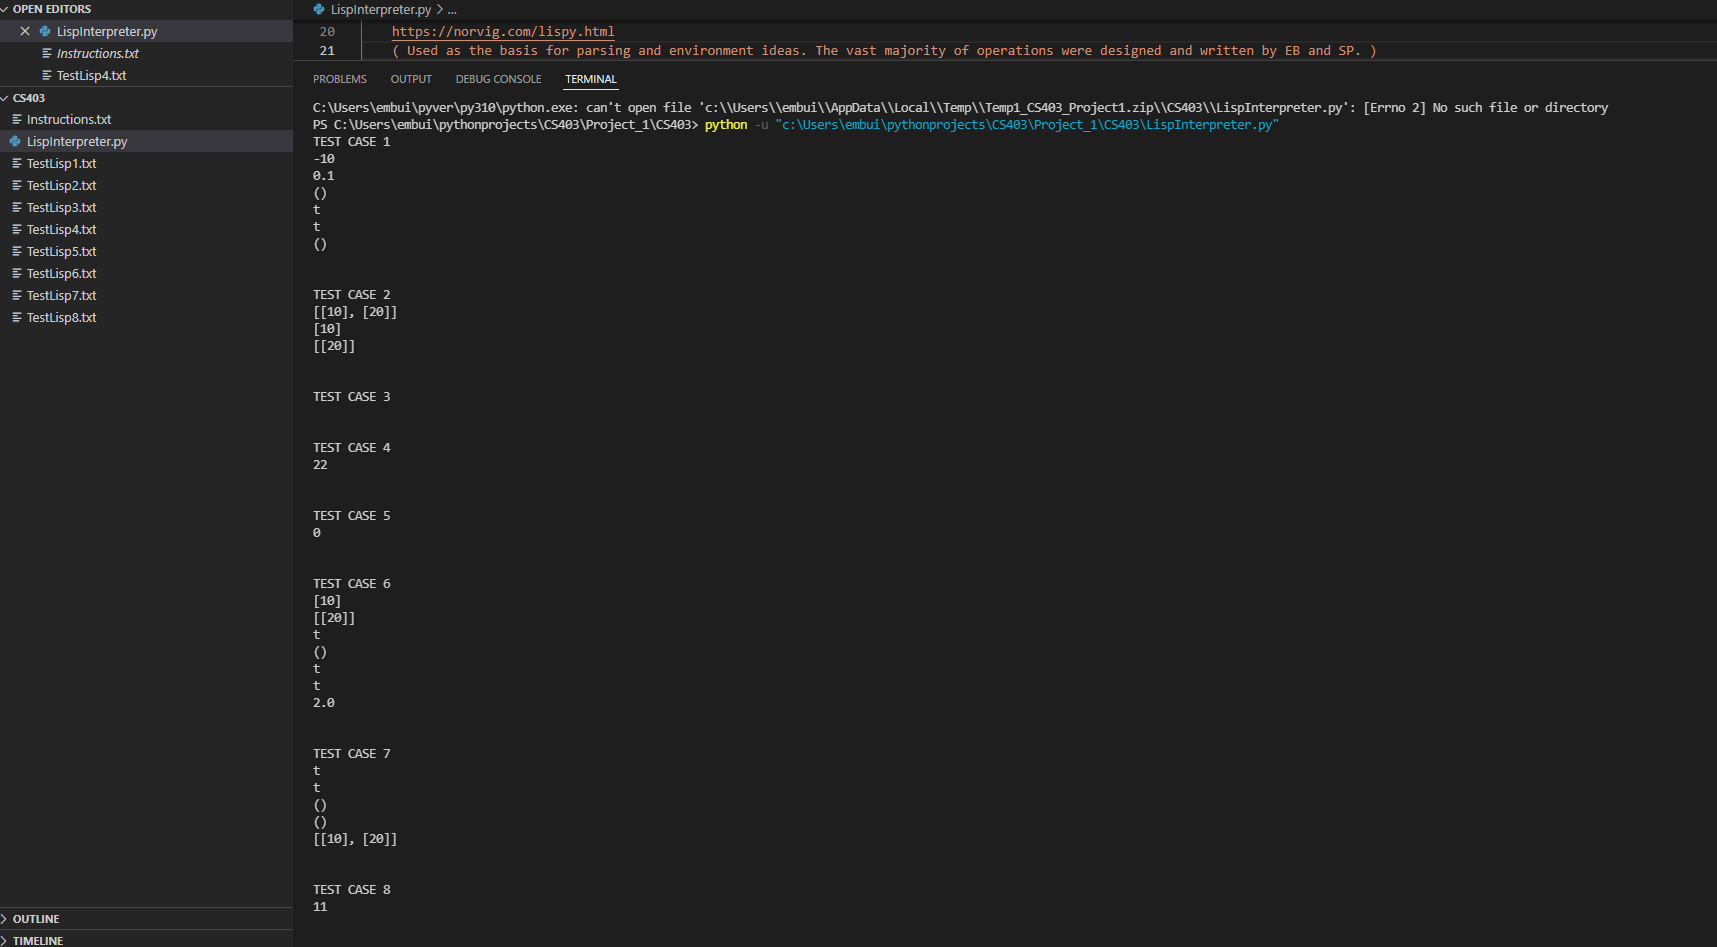 OPEN EDITORS
LispInterpreter.py
Instructions.txt
TestLisp4.txt
CS403
Instructions.txt
LispInterpreter.py
TestLisp1.txt
TestLisp2.txt
TestLisp3.txt
TestLisp4.txt
TestLisp5.txt
TestLisp6.txt
TestLisp7.txt
TestLisp8.txt
OUTLINE
TIMELINE
LispInterpreter.py > ...
20 https://norvig.com/lispy.html
21 ( Used as the basis for parsing and environment ideas. The vast majority of operations were designed and written by EB and SP. )
PROBLEMS OUTPUT DEBUG CONSOLE TERMINAL
C:\Users\embui\pyver\py310\python.exe: can't open file 'c:\\Users\\embui\\AppData\\Local\\Temp\\Temp1_CS403_Project1.zip\\CS403\\LispInterpreter.py': [Errno 2] No such file or directory
PS C:\Users\embui\pythonprojects\CS403\Project_1\CS403> python -u "c:\Users\embui\pythonprojects\CS403\Project_1\CS403\LispInterpreter.py"
TEST CASE 1
-10
0.1
()
t
t
()
TEST CASE 2
[[10], [20]]
[10]
[[20]]
TEST CASE 3
TEST CASE 4
22
TEST CASE 5
0
TEST CASE 6
[10]
[[20]]
t
()
t
t
2.0
TEST CASE 7
t
t
()
()
[[10], [20]]
TEST CASE 8
11